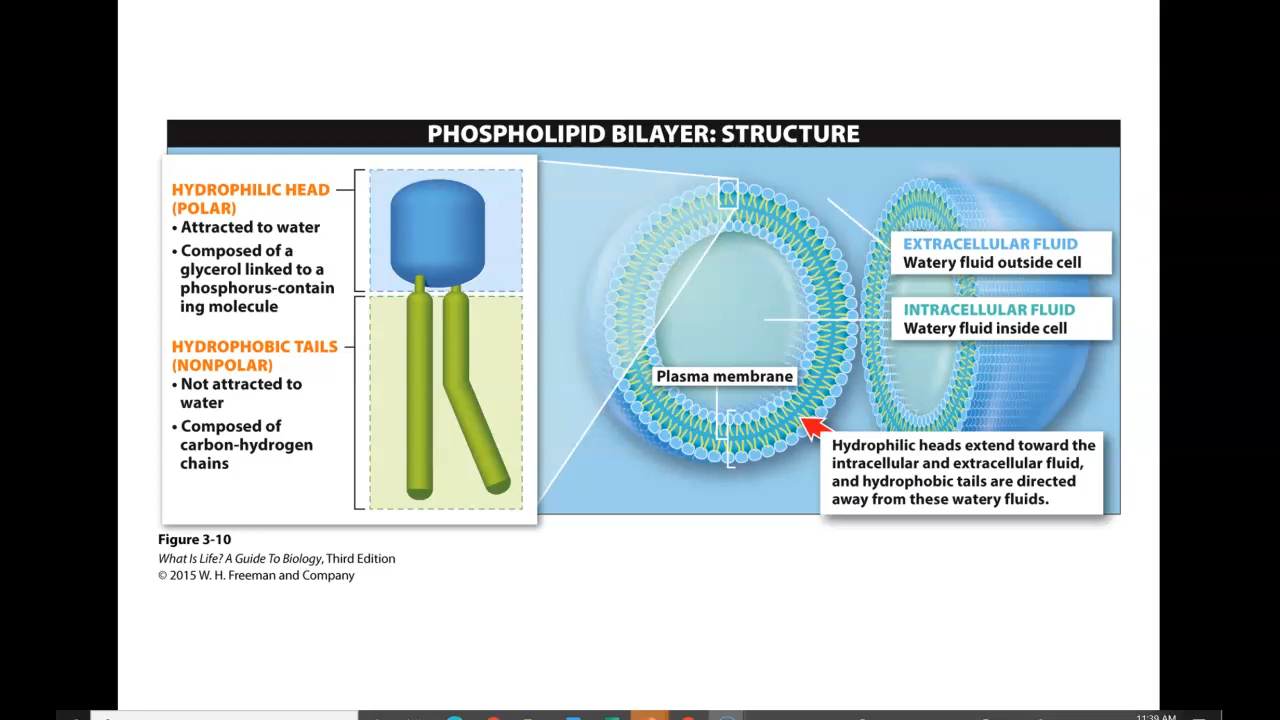 PHOSPHOLIPID BILAYER: STRUCTURE
HYDROPHILIC HEAD
(POLAR)
• Attracted to water
• Composed of a
glycerol linked to a
phosphorus-contain
ing molecule
HYDROPHOBIC TAILS
(NONPOLAR)
• Not attracted to
water
• Composed of
carbon-hydrogen
chains
EXTRACELLULAR FLUID
Watery fluid outside cell
INTRACELLULAR FLUID
Watery fluid inside cell
Plasma membrane
Hydrophilic heads extend toward the
intracellular and extracellular fluid,
and hydrophobic tails are directed
away from these watery fluids.
Figure 3-10
What Is Life? A Guide To Biology, Third Edition
© 2015 W. H. Freeman and Company
11:39 AM